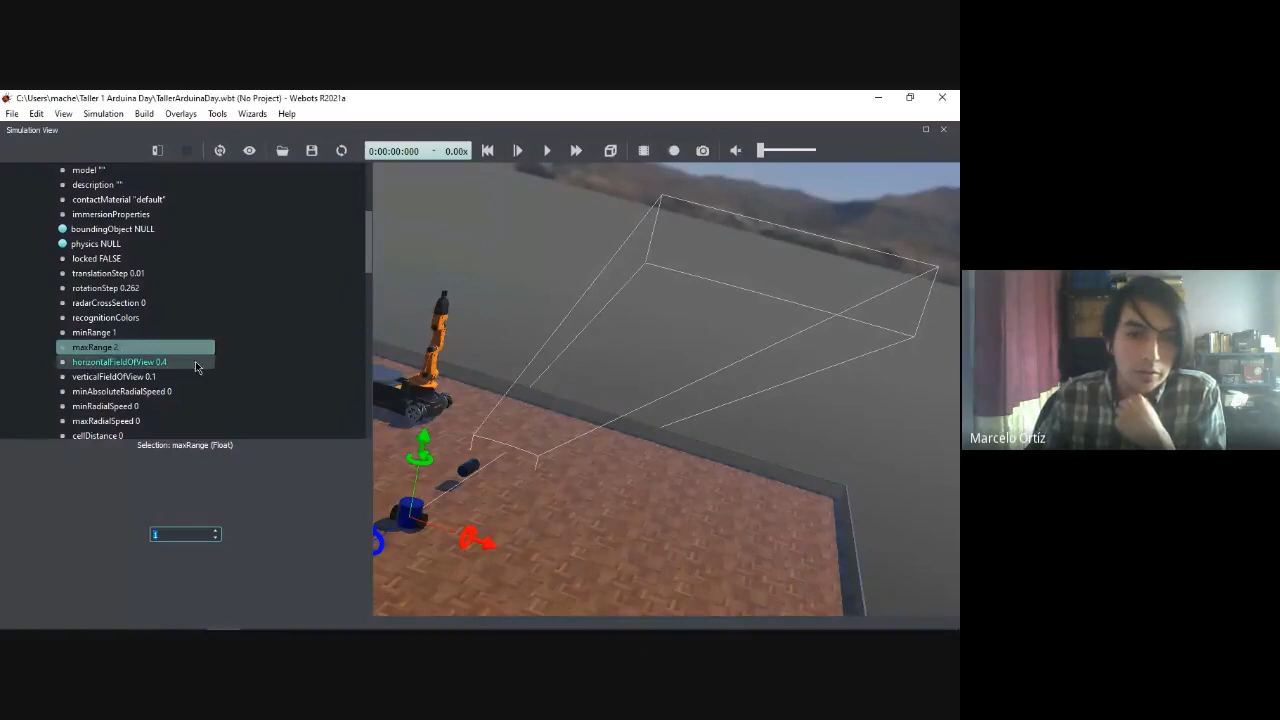 C:\Users\mache\Taller 1 Arduina Day\TallerArduinaDay.wbt (No Project) - Webots R2021a
File Edit View Simulation Build Overlays Tools Wizards Help
Simulation View
0:00:00:000 - 0.00x
model ""
description ""
contactMaterial "default"
immersionProperties
boundingObject NULL
physics NULL
locked FALSE
translationStep 0.01
rotationStep 0.262
radarCrossSection 0
recognitionColors
minRange 1
maxRange 2
horizontalFieldOfView 0.4
verticalFieldOfView 0.1
minAbsoluteRadialSpeed 0
minRadialSpeed 0
maxRadialSpeed 0
cellDistance 0
Selection: maxRange (Float)
1
Marcelo Ortíz